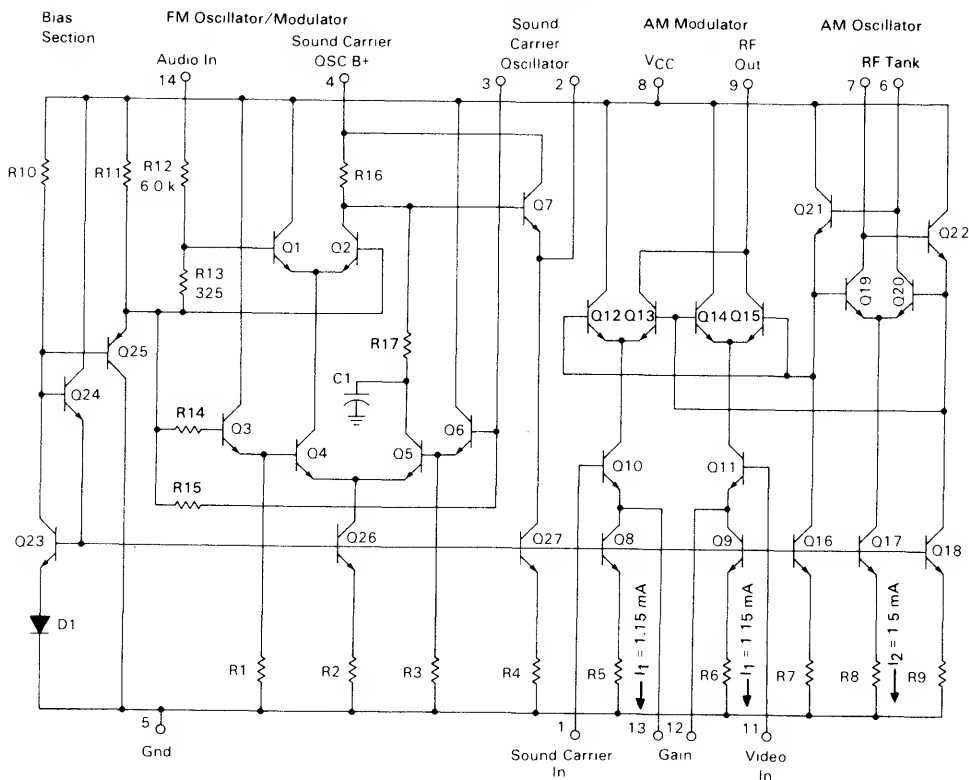 Bias
Section
FM Oscillator/Modulator
Sound Carrier
OSC B+
Sound
Carrier
Oscillator
AM Modulator
RF
Out
AM Oscillator
RF Tank
Audio In
VCC
14
4
3
2
8
9
7
6
R10
R11
R12
6 0 k
R16
Q7
Q21
Q22
Q1
Q2
R13
325
Q19
Q20
Q12
Q13
Q14
Q15
Q25
R17
Q24
C1
R14
Q3
Q4
Q5
Q6
Q10
Q11
R15
Q23
Q26
Q27
Q8
Q9
Q16
Q17
Q18
D1
I1 = 1.15 mA
I1 = 1 15 mA
I2 = 1 5 mA
R1
R2
R3
R4
R5
R6
R7
R8
R9
5
Gnd
1
13
12
11
Sound Carrier
In
Gain
Video
In